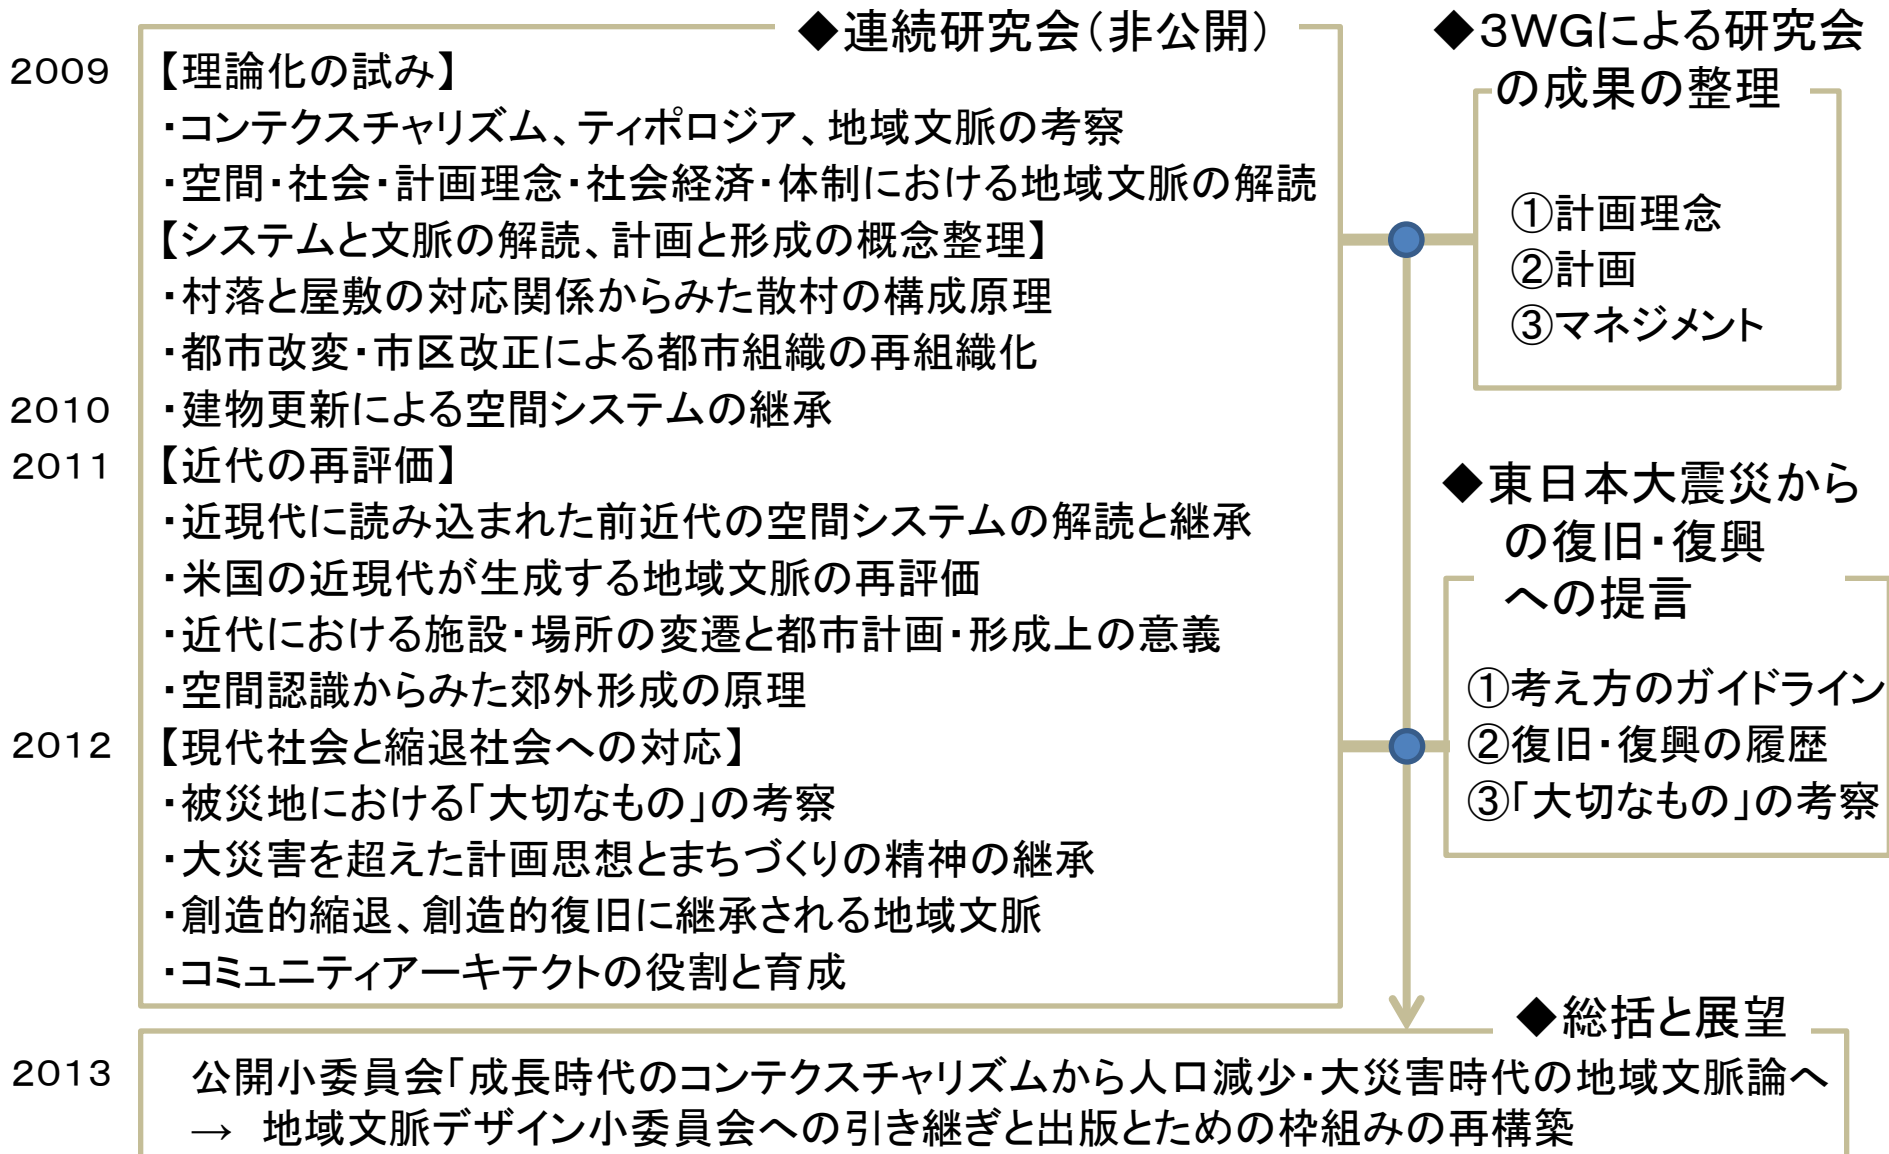 ◆連続研究会（非公開）
2009 【理論化の試み】
・コンテクスチャリズム、ティポロジア、地域文脈の考察
・空間・社会・計画理念・社会経済・体制における地域文脈の解読
【システムと文脈の解読、計画と形成の概念整理】
・村落と屋敷の対応関係からみた散村の構成原理
・都市改変・市区改正による都市組織の再組織化
2010 ・建物更新による空間システムの継承
2011 【近代の再評価】
・近現代に読み込まれた前近代の空間システムの解読と継承
・米国の近現代が生成する地域文脈の再評価
・近代における施設・場所の変遷と都市計画・形成上の意義
・空間認識からみた郊外形成の原理
2012 【現代社会と縮退社会への対応】
・被災地における「大切なもの」の考察
・大災害を超えた計画思想とまちづくりの精神の継承
・創造的縮退、創造的復旧に継承される地域文脈
・コミュニティアーキテクトの役割と育成
◆3WGによる研究会
の成果の整理
①計画理念
②計画
③マネジメント
◆東日本大震災から
の復旧・復興
への提言
①考え方のガイドライン
②復旧・復興の履歴
③「大切なもの」の考察
◆総括と展望
2013 公開小委員会「成長時代のコンテクスチャリズムから人口減少・大災害時代の地域文脈論へ
→ 地域文脈デザイン小委員会への引き継ぎと出版とための枠組みの再構築